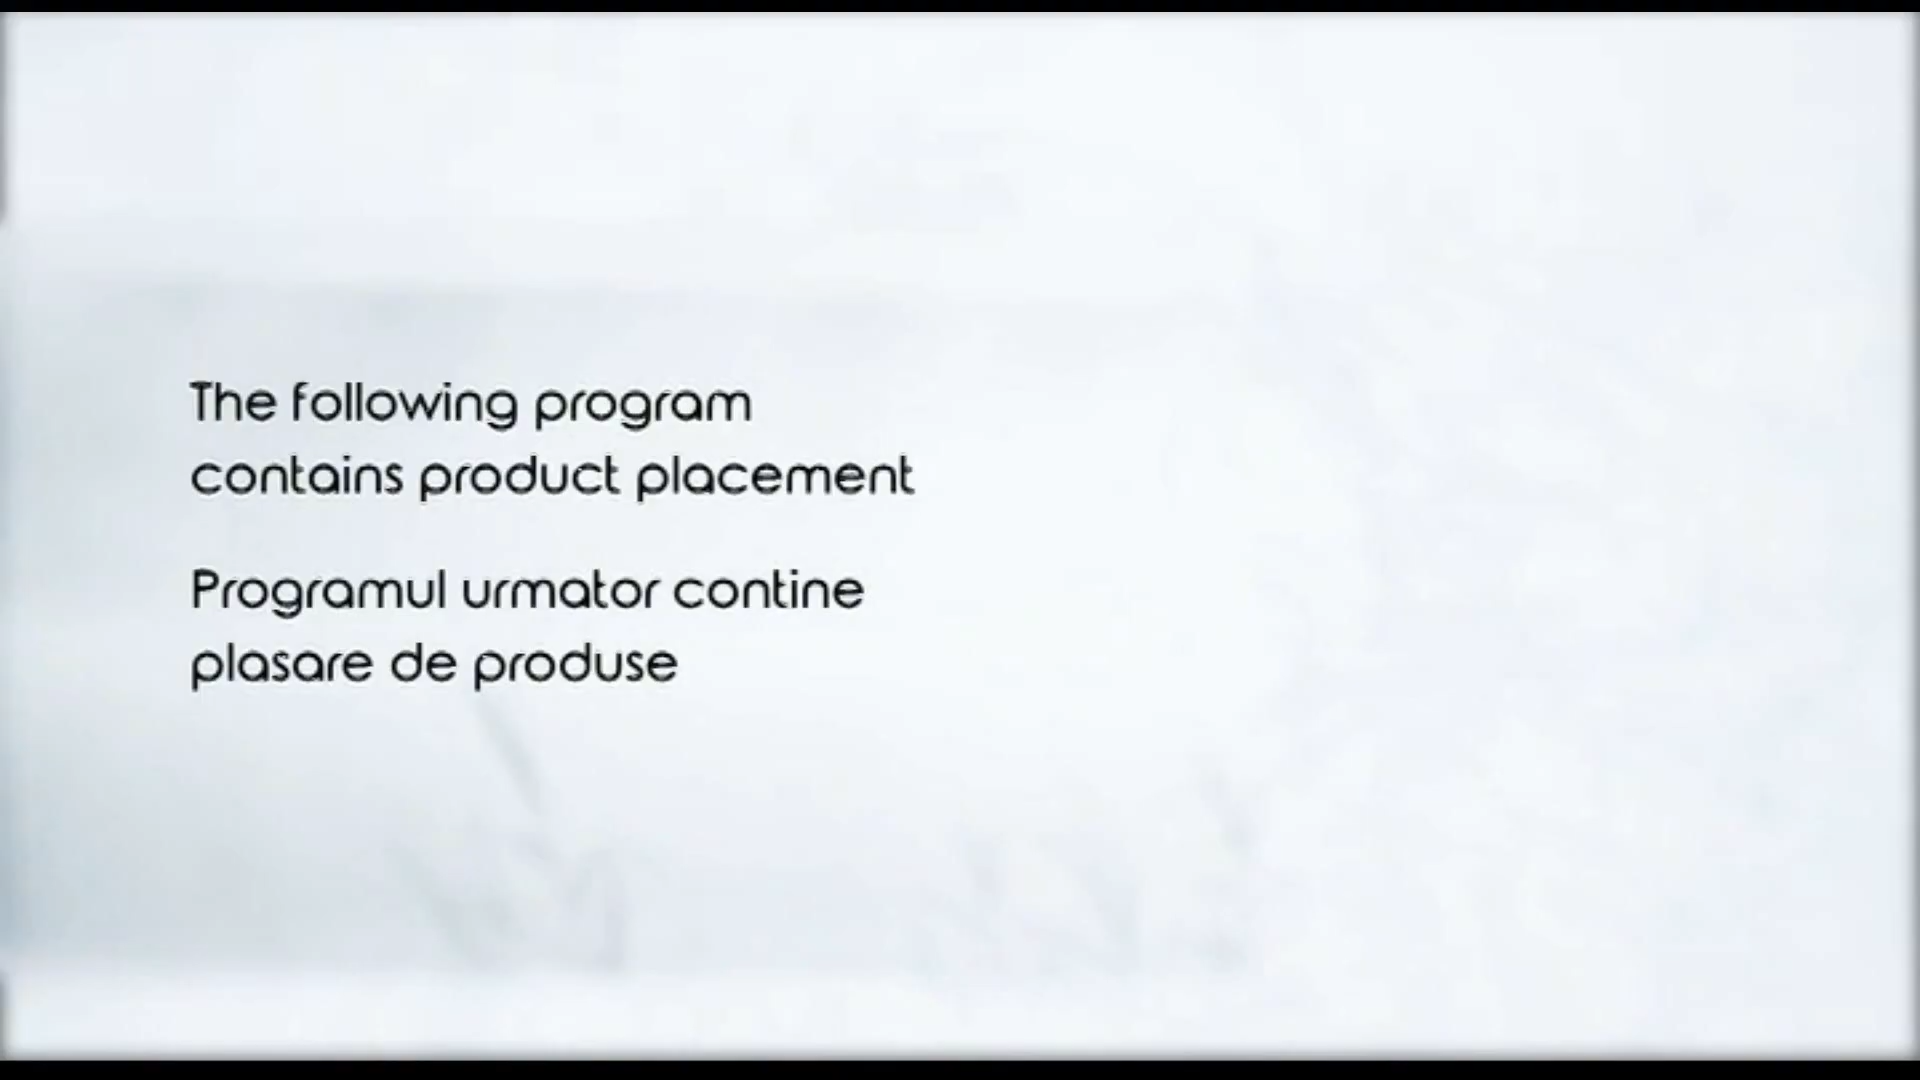 The following program
contains product placement
Programul urmator contine
plasare de produse